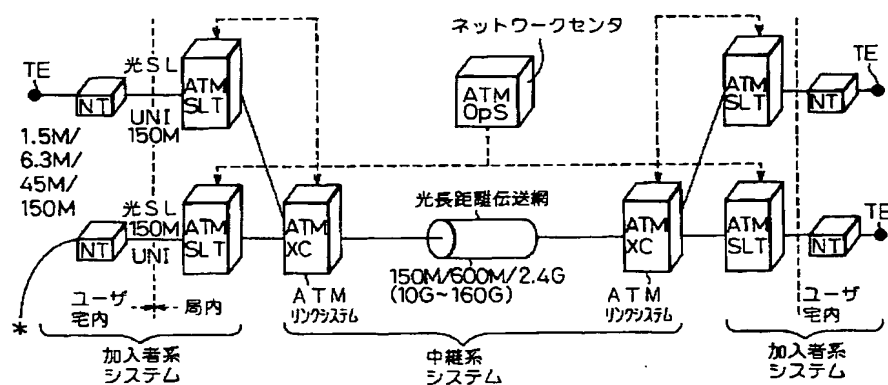 ネットワークセンタ
TE
光SL
ATM
SLT
NT
UNI
150M
ATM
OpS
ATM
SLT
NT
TE
1.5M/
6.3M/
45M/
150M
光SL
150M
UNI
NT
ATM
SLT
ATM
XC
光長距離伝送網
150M/600M/2.4G
(10G~160G)
ATM
XC
ATM
SLT
NT
TE
*
ユーザ
宅内
局内
ATM
リンクシステム
ATM
リンクシステム
ユーザ
宅内
加入者系
システム
中継系
システム
加入者系
システム